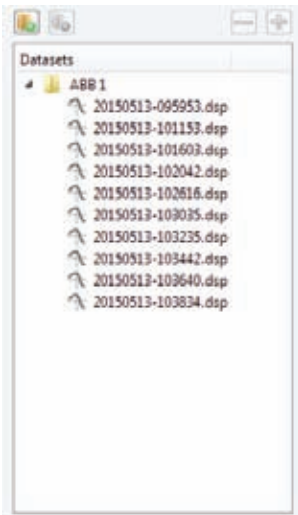 Datasets
ABB 1
20150513-095953.dsp
20150513-101153.dsp
20150513-101603.dsp
20150513-102042.dsp
20150513-102616.dsp
20150513-103035.dsp
20150513-103235.dsp
20150513-103442.dsp
20150513-103640.dsp
20150513-103834.dsp